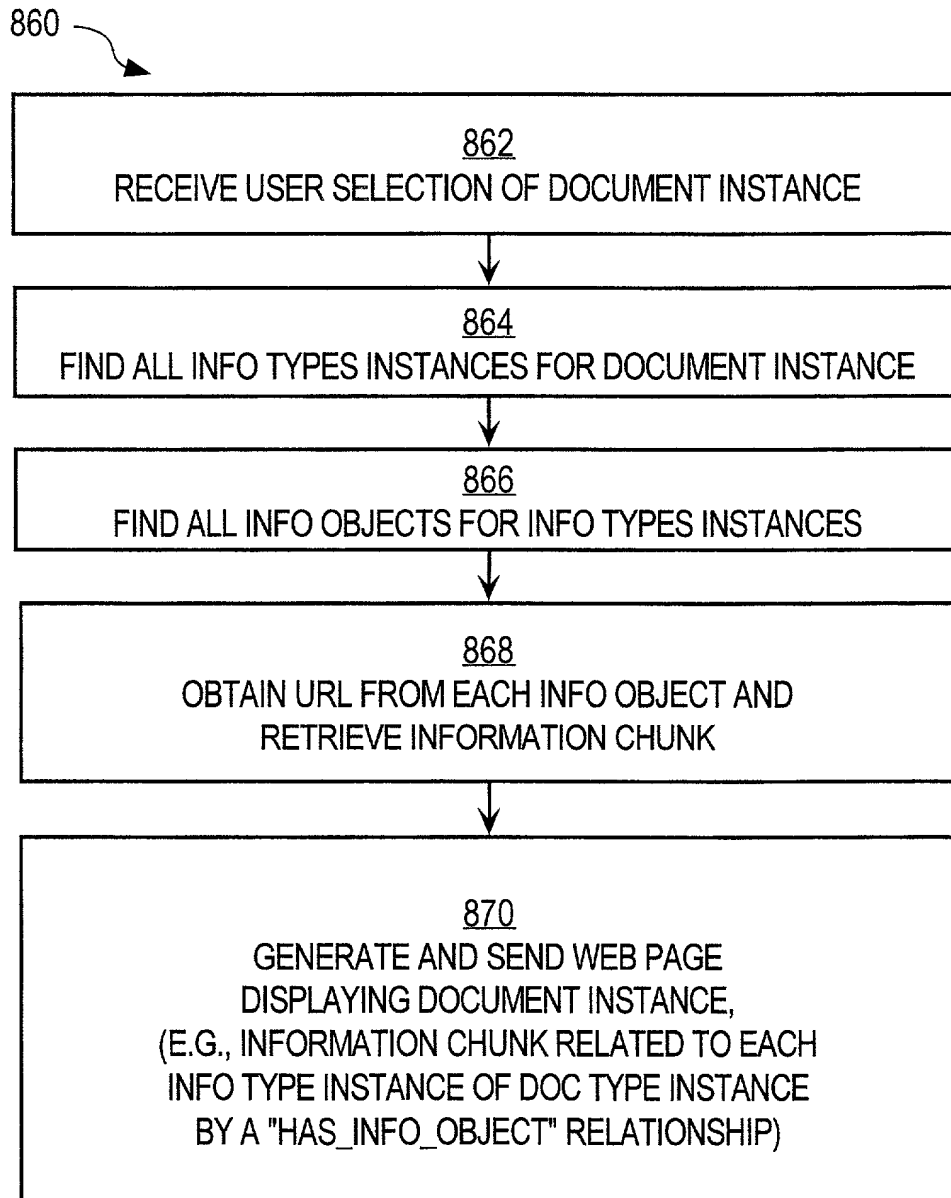 860
862
RECEIVE USER SELECTION OF DOCUMENT INSTANCE
864
FIND ALL INFO TYPES INSTANCES FOR DOCUMENT INSTANCE
866
FIND ALL INFO OBJECTS FOR INFO TYPES INSTANCES
868
OBTAIN URL FROM EACH INFO OBJECT AND
RETRIEVE INFORMATION CHUNK
870
GENERATE AND SEND WEB PAGE
DISPLAYING DOCUMENT INSTANCE,
(E.G., INFORMATION CHUNK RELATED TO EACH
INFO TYPE INSTANCE OF DOC TYPE INSTANCE
BY A "HAS_INFO_OBJECT" RELATIONSHIP)